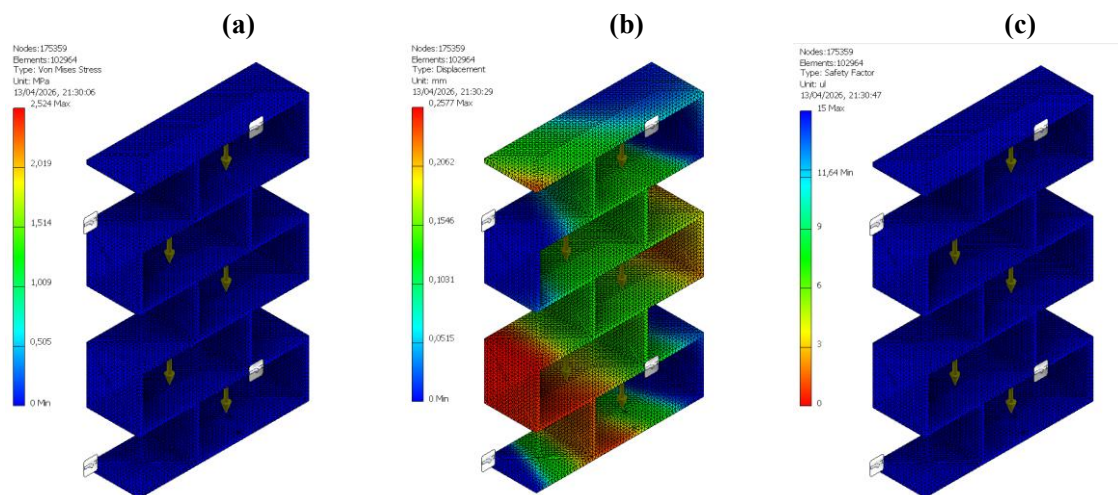 (a)
Nodes:175359
Elements:102964
Type: Von Mises Stress
Unit: MPa
13/04/2026, 21:30:06
2,524 Max
2,019
1,514
1,009
0,505
0 Min
(b)
Nodes:175359
Elements:102964
Type: Displacement
Unit: mm
13/04/2026, 21:30:29
0,2577 Max
0,2062
0,1546
0,1031
0,0515
0 Min
(c)
Nodes:175359
Elements:102964
Type: Safety Factor
Unit: ul
13/04/2026, 21:30:47
15 Max
11,64 Min
9
6
3
0